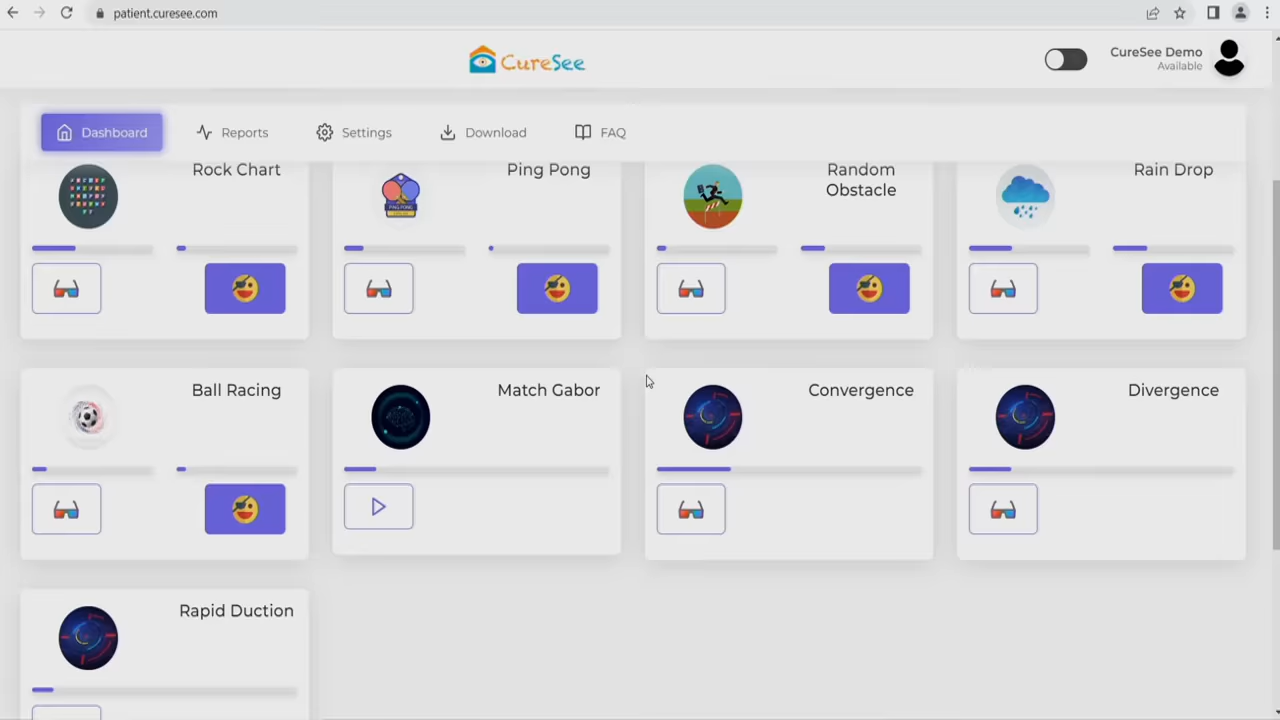 patient.curesee.com
CureSee
CureSee Demo
Available
Dashboard
Reports
Settings
Download
FAQ
Rock Chart
Ping Pong
Random
Obstacle
Rain Drop
Ball Racing
Match Gabor
Convergence
Divergence
Rapid Duction